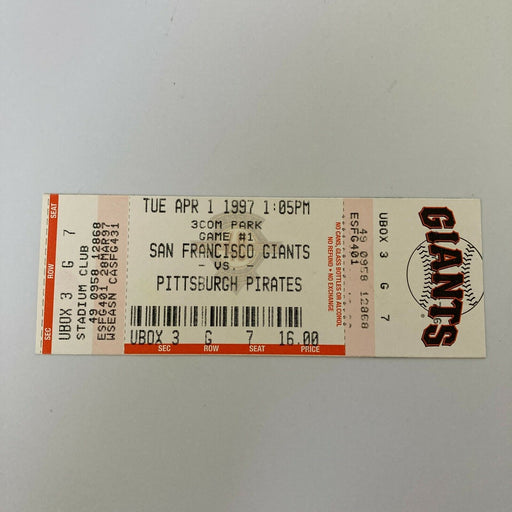 SEC ROW SEAT
UBOX 3 G 7
STADIUM CLUB
49 0958 12868
ESFG401 28MAR97
WSEASN CASFG491
TUE APR 1 1997 1:05PM
3COM PARK
GAME #1
SAN FRANCISCO GIANTS
- VS. -
PITTSBURGH PIRATES
UBOX 3 G 7 16.00
SEC ROW SEAT PRICE
NO CANS, GLASS BOTTLES OR ALCOHOL
NO REFUND • NO EXCHANGE
49 0958 12868
ESFG401
UBOX 3 G 7
GIANTS